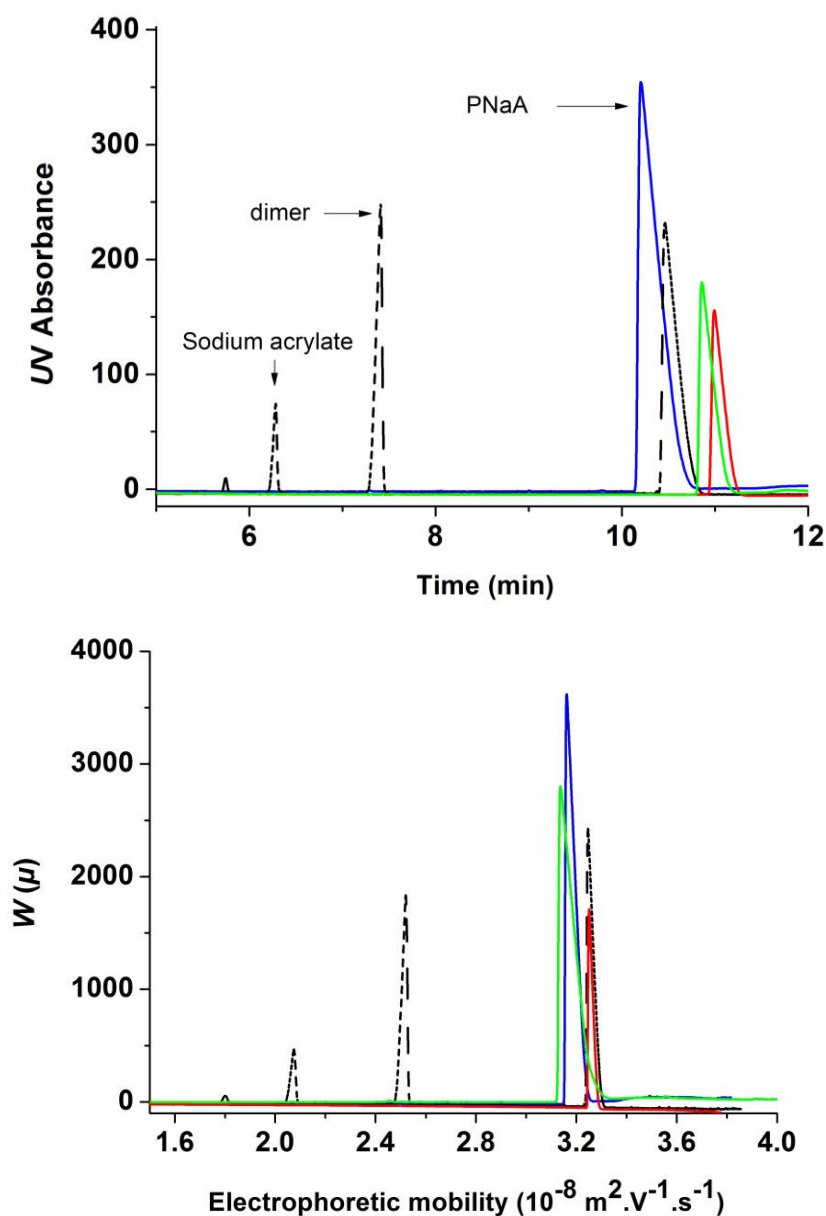 400
300
200
100
0
UV Absorbance
PNaA
dimer
Sodium acrylate
6 8 10 12
Time (min)
4000
3000
2000
1000
0
W (μ)
1.6 2.0 2.4 2.8 3.2 3.6 4.0
Electrophoretic mobility (10⁻⁸ m².V⁻¹.s⁻¹)